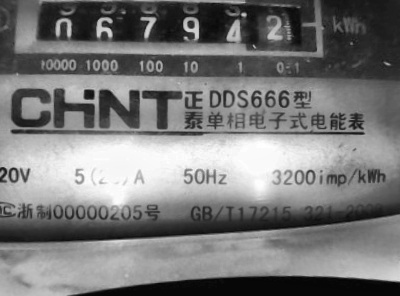 0 6 7 9 4 2 kWh
10000 1000 100 10 1 0.1
CHNT 正泰 DDS666型
单相电子式电能表
20V 5( )A 50Hz 3200imp/kWh
浙制00000205号 GB/T17215.321